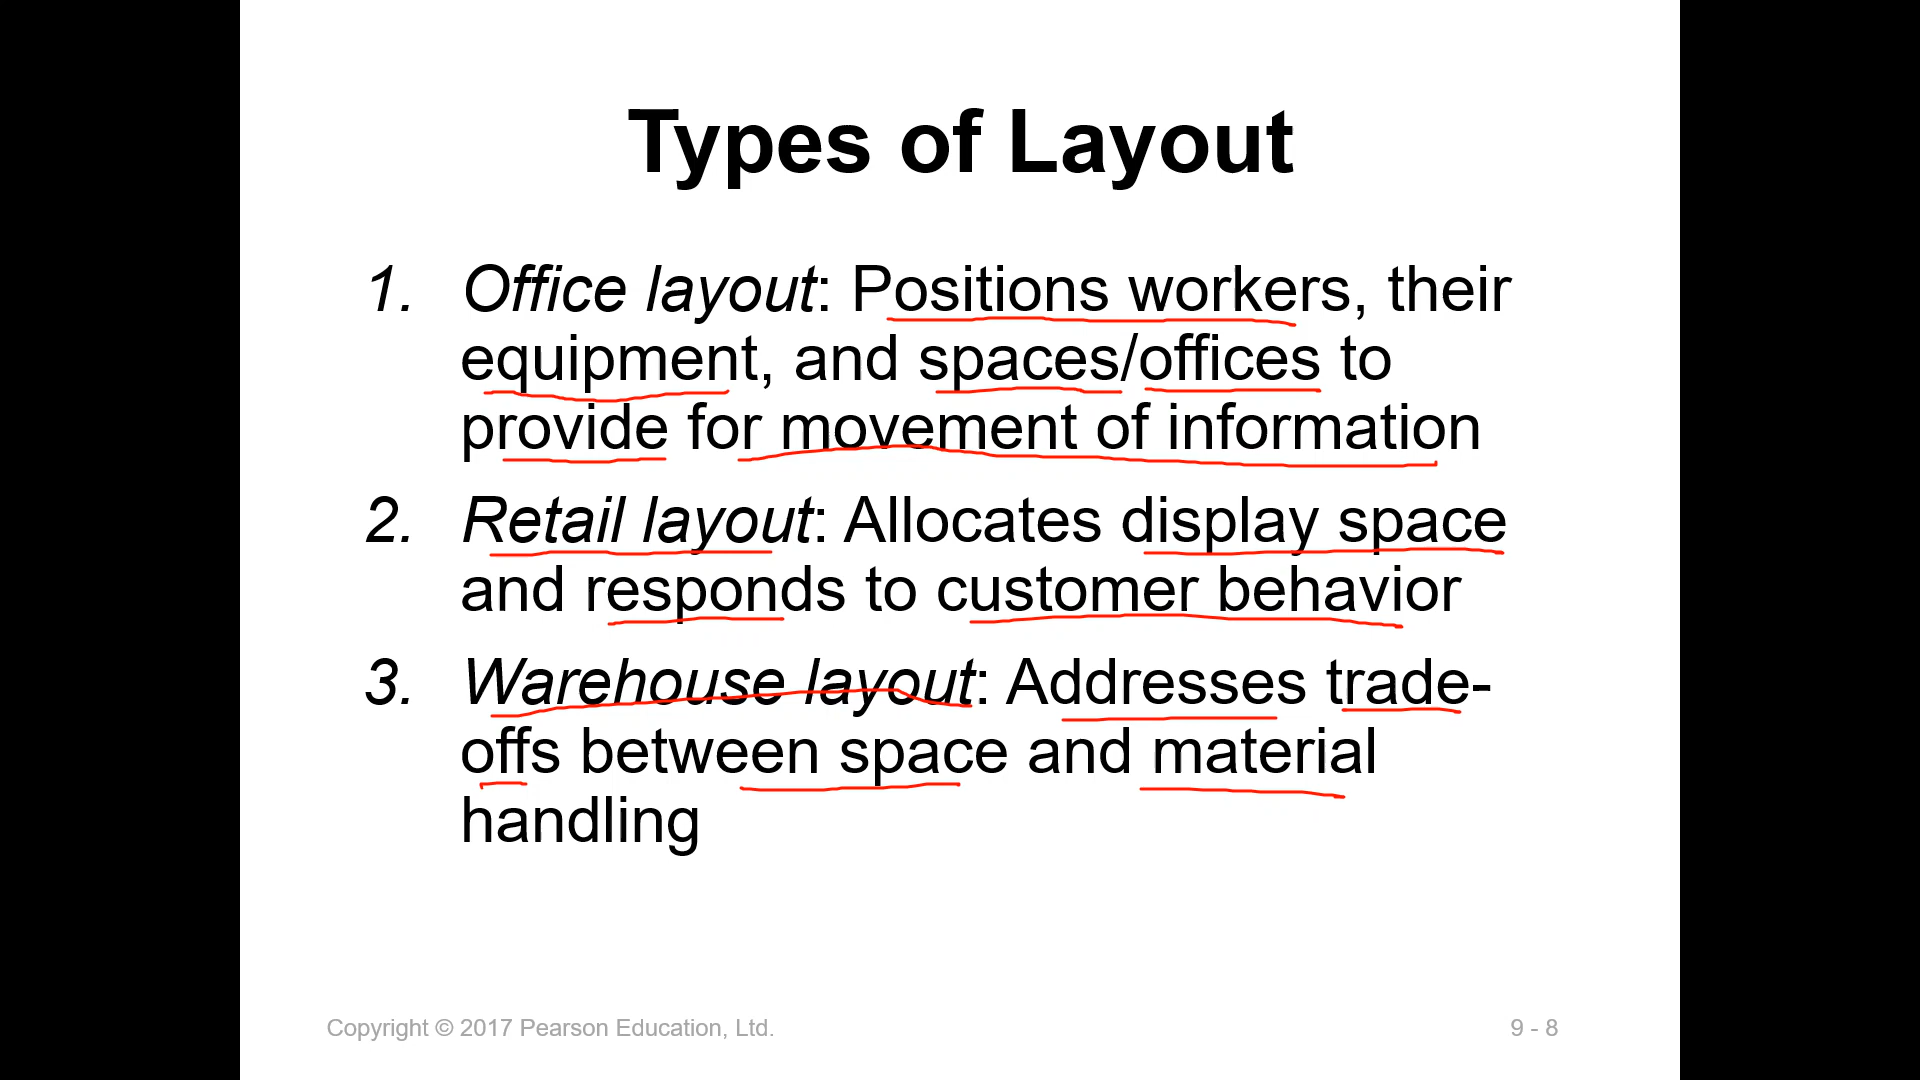 Types of Layout
1. Office layout: Positions workers, their
equipment, and spaces/offices to
provide for movement of information
2. Retail layout: Allocates display space
and responds to customer behavior
3. Warehouse layout: Addresses trade-
offs between space and material
handling
Copyright © 2017 Pearson Education, Ltd.
9 - 8